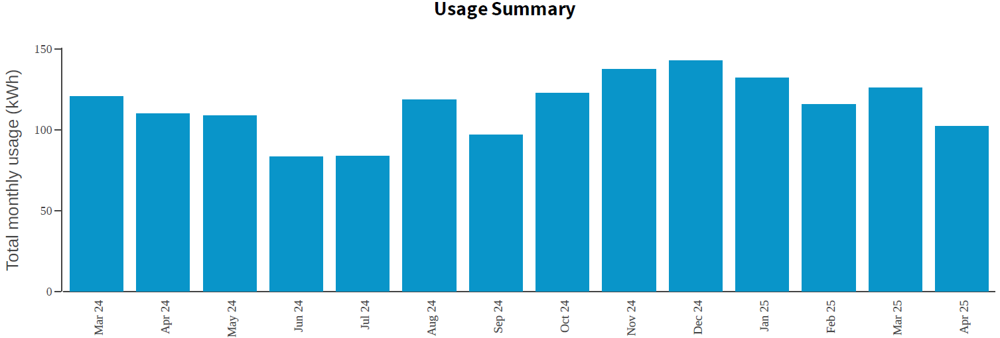 Usage Summary
Total monthly usage (kWh)
150
100
50
0
Mar 24
Apr 24
May 24
Jun 24
Jul 24
Aug 24
Sep 24
Oct 24
Nov 24
Dec 24
Jan 25
Feb 25
Mar 25
Apr 25